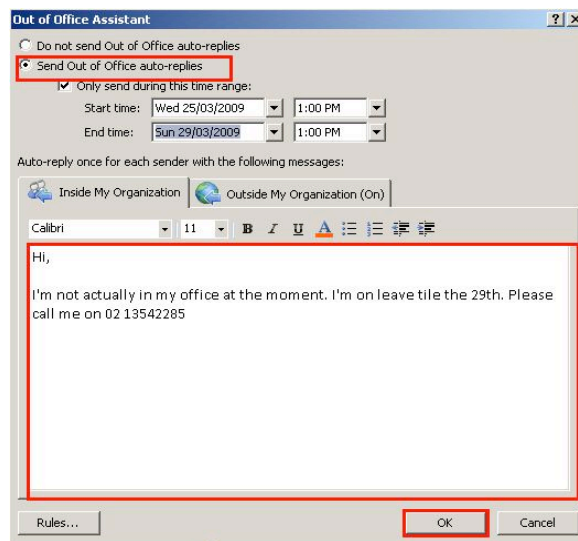 Out of Office Assistant
Do not send Out of Office auto-replies
Send Out of Office auto-replies
Only send during this time range:
Start time: Wed 25/03/2009 1:00 PM
End time: Sun 29/03/2009 1:00 PM
Auto-reply once for each sender with the following messages:
Inside My Organization Outside My Organization (On)
Calibri 11 B I U A
Hi,
I'm not actually in my office at the moment. I'm on leave tile the 29th. Please
call me on 02 13542285
Rules... OK Cancel